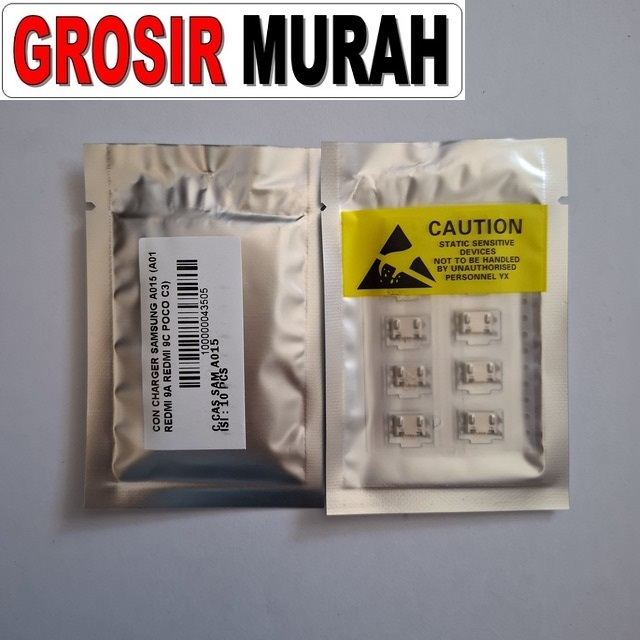 GROSIR MURAH
CON CHARGER SAMSUNG A015 (A01
REDMI 9A REDMI 9C POCO C3)
100000043505
C.CAS SAM A015
ISI : 10 PCS
CAUTION
STATIC SENSITIVE
DEVICES
NOT TO BE HANDLED
BY UNAUTHORISED
PERSONNEL YX